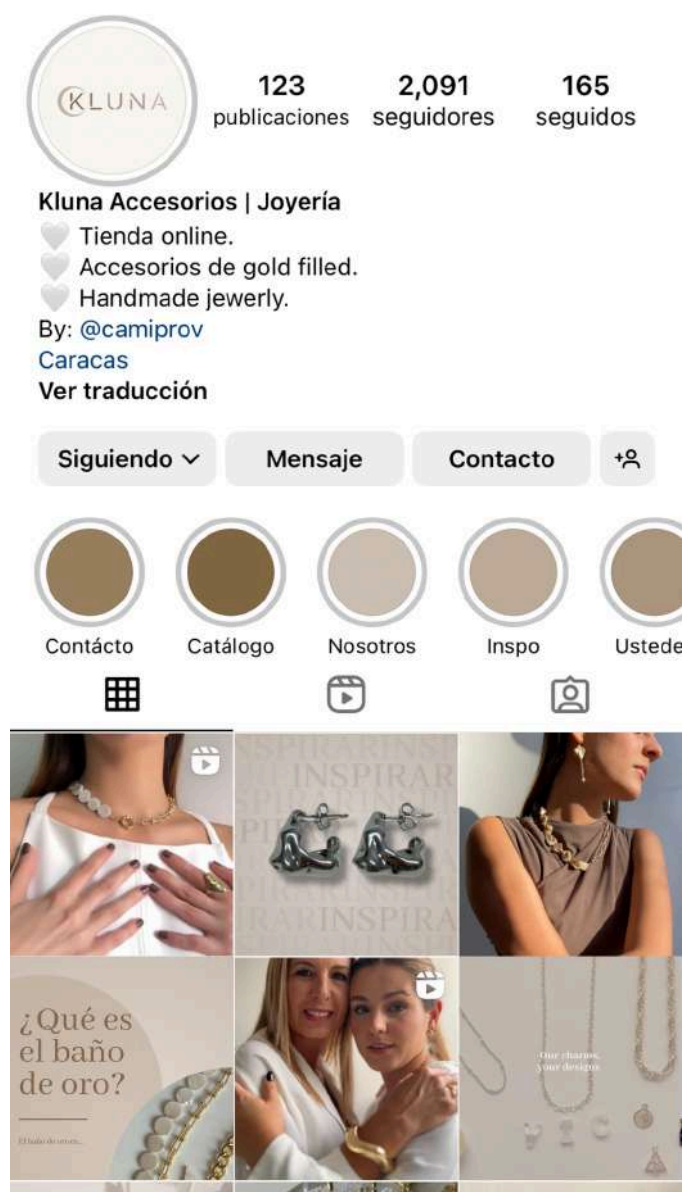 KLUNA
123
publicaciones
2,091
seguidores
165
seguidos
Kluna Accesorios | Joyería
🤍 Tienda online.
🤍 Accesorios de gold filled.
🤍 Handmade jewerly.
By: @camiprov
Caracas
Ver traducción
Siguiendo
Mensaje
Contacto
Contácto
Catálogo
Nosotros
Inspo
Ustede
NSPIRARINSI
INSPIRAR
RARINSPIRA
¿Qué es
el baño
de oro?
Our charms,
your designs